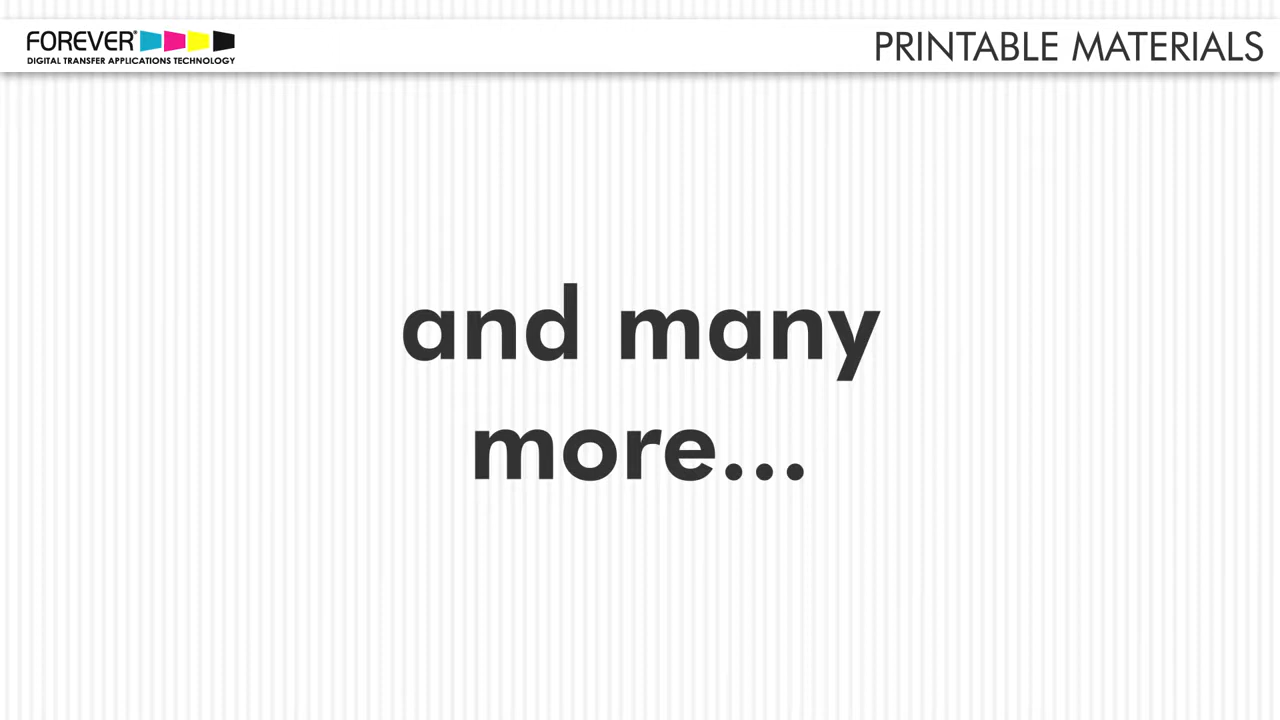 FOREVER®
DIGITAL TRANSFER APPLICATIONS TECHNOLOGY
PRINTABLE MATERIALS
and many
more...